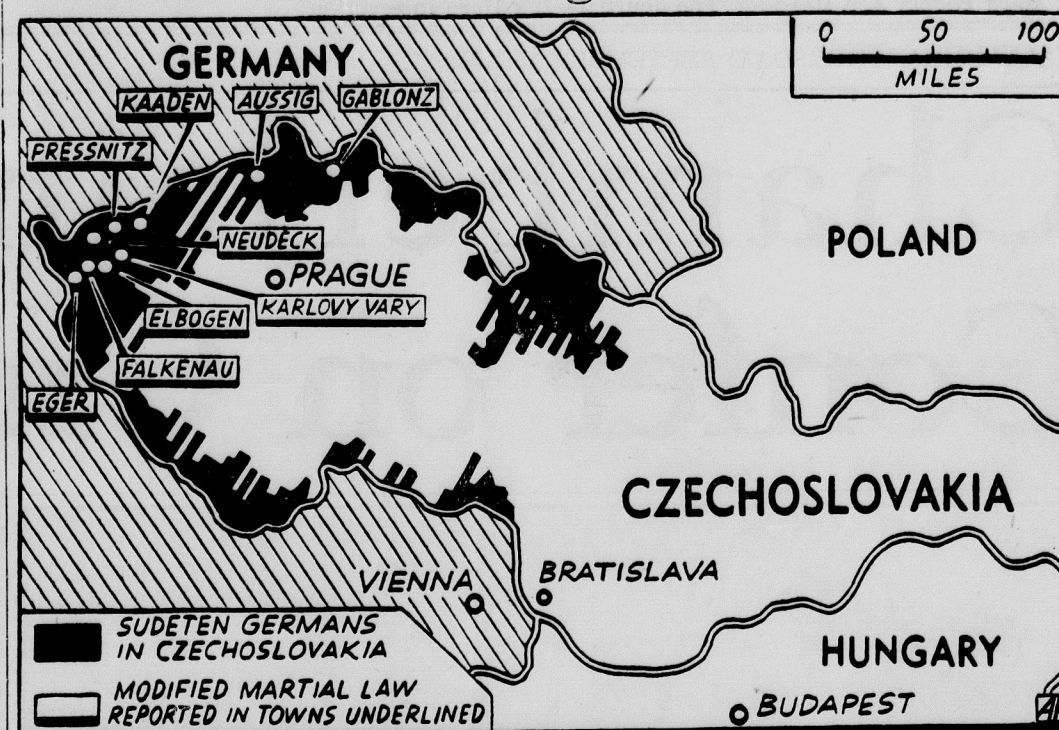 0 50 100
MILES
GERMANY
KAADEN
AUSSIG
GABLONZ
PRESSNITZ
NEUDECK
PRAGUE
KARLOVY VARY
ELBOGEN
FALKENAU
EGER
POLAND
CZECHOSLOVAKIA
VIENNA
BRATISLAVA
HUNGARY
BUDAPEST
SUDETEN GERMANS
IN CZECHOSLOVAKIA
MODIFIED MARTIAL LAW
REPORTED IN TOWNS UNDERLINED